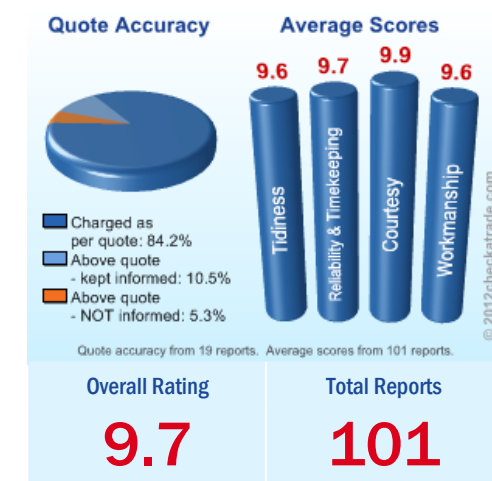 Quote Accuracy
Average Scores
9.6
9.7
9.9
9.6
Tidiness
Reliability & Timekeeping
Courtesy
Workmanship
Charged as
per quote: 84.2%
Above quote
- kept informed: 10.5%
Above quote
- NOT informed: 5.3%
© 2012checkatrade.com
Quote accuracy from 19 reports. Average scores from 101 reports.
Overall Rating
Total Reports
9.7
101